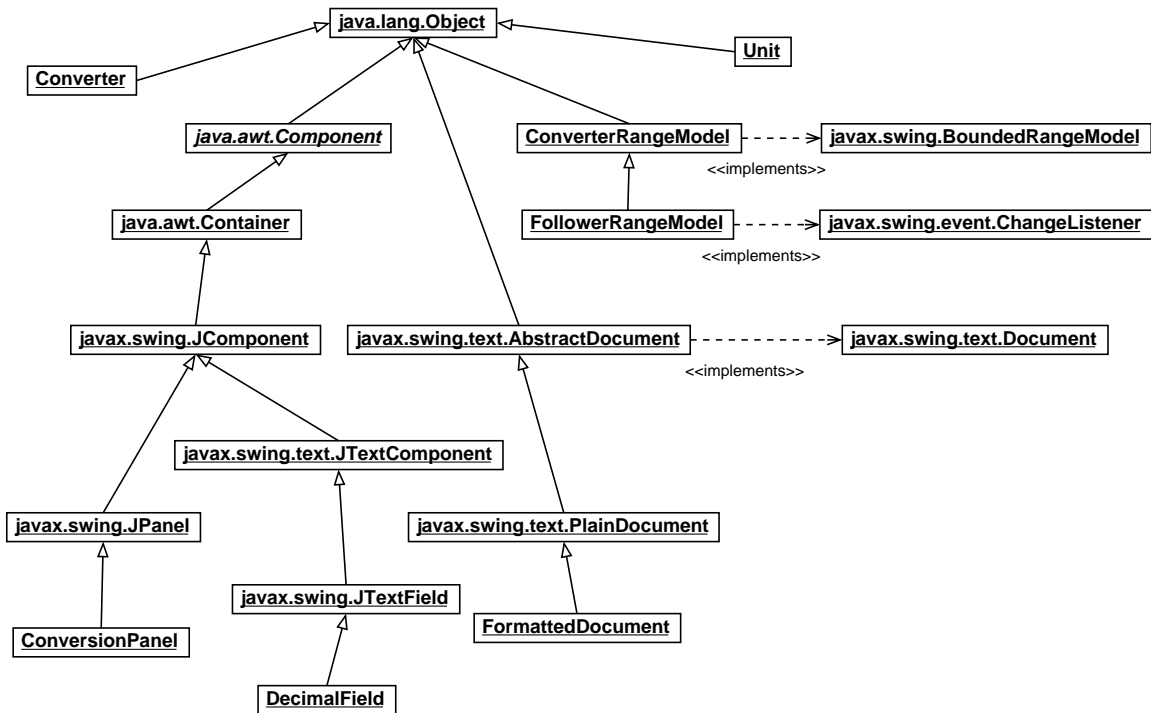 java.lang.Object
Unit
Converter
java.awt.Component
ConverterRangeModel
javax.swing.BoundedRangeModel
<<implements>>
java.awt.Container
FollowerRangeModel
javax.swing.event.ChangeListener
<<implements>>
javax.swing.JComponent
javax.swing.text.AbstractDocument
javax.swing.text.Document
<<implements>>
javax.swing.text.JTextComponent
javax.swing.JPanel
javax.swing.text.PlainDocument
javax.swing.JTextField
ConversionPanel
FormattedDocument
DecimalField